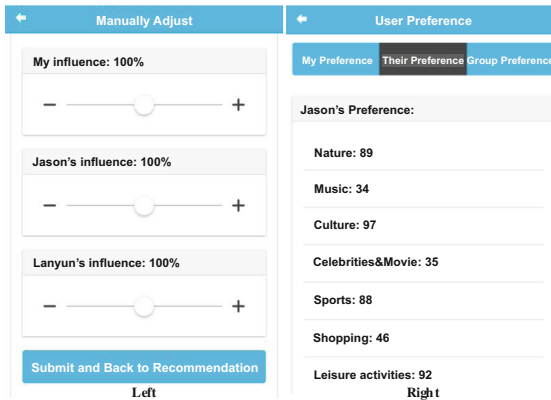 Manually Adjust
My influence: 100%
Jason's influence: 100%
Lanyun's influence: 100%
Submit and Back to Recommendation
Left
User Preference
My Preference Their Preference Group Preference
Jason's Preference:
Nature: 89
Music: 34
Culture: 97
Celebrities&Movie: 35
Sports: 88
Shopping: 46
Leisure activities: 92
Right